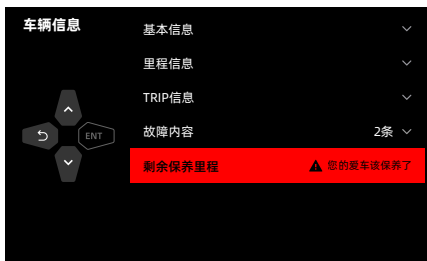 车辆信息
基本信息
里程信息
TRIP信息
故障内容 2条
ENT
剩余保养里程 您的爱车该保养了